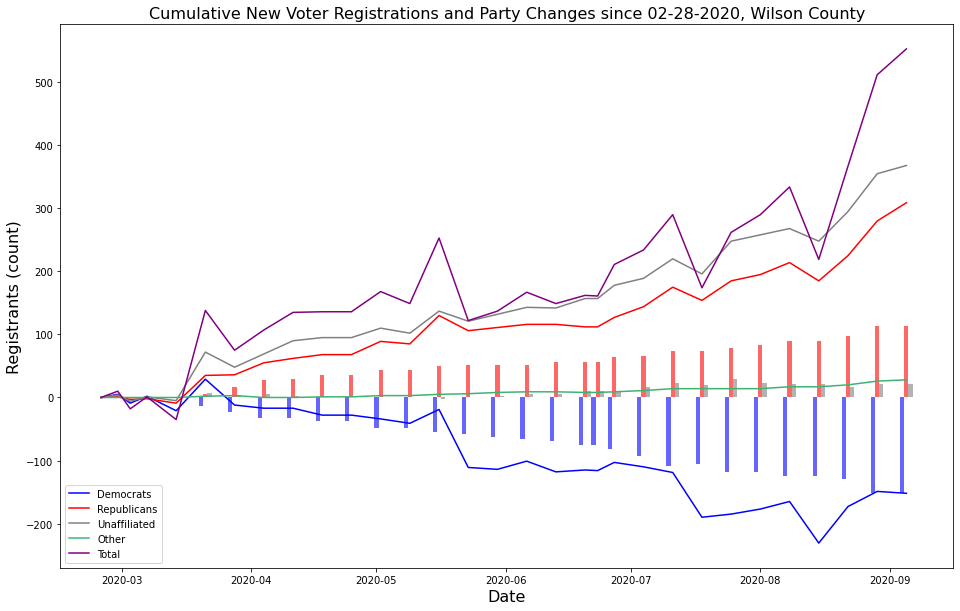 Cumulative New Voter Registrations and Party Changes since 02-28-2020, Wilson County
Registrants (count)
500
400
300
200
100
0
−100
−200
Democrats
Republicans
Unaffiliated
Other
Total
2020-03 2020-04 2020-05 2020-06 2020-07 2020-08 2020-09
Date